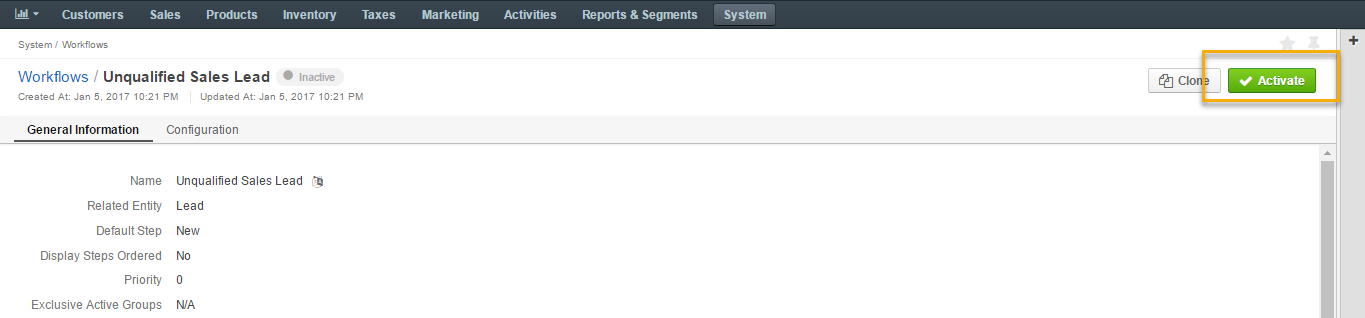 Customers Sales Products Inventory Taxes Marketing Activities Reports & Segments System
System / Workflows
Workflows / Unqualified Sales Lead Inactive
Clone Activate
Created At: Jan 5, 2017 10:21 PM Updated At: Jan 5, 2017 10:21 PM
General Information Configuration
Name Unqualified Sales Lead
Related Entity Lead
Default Step New
Display Steps Ordered No
Priority 0
Exclusive Active Groups N/A